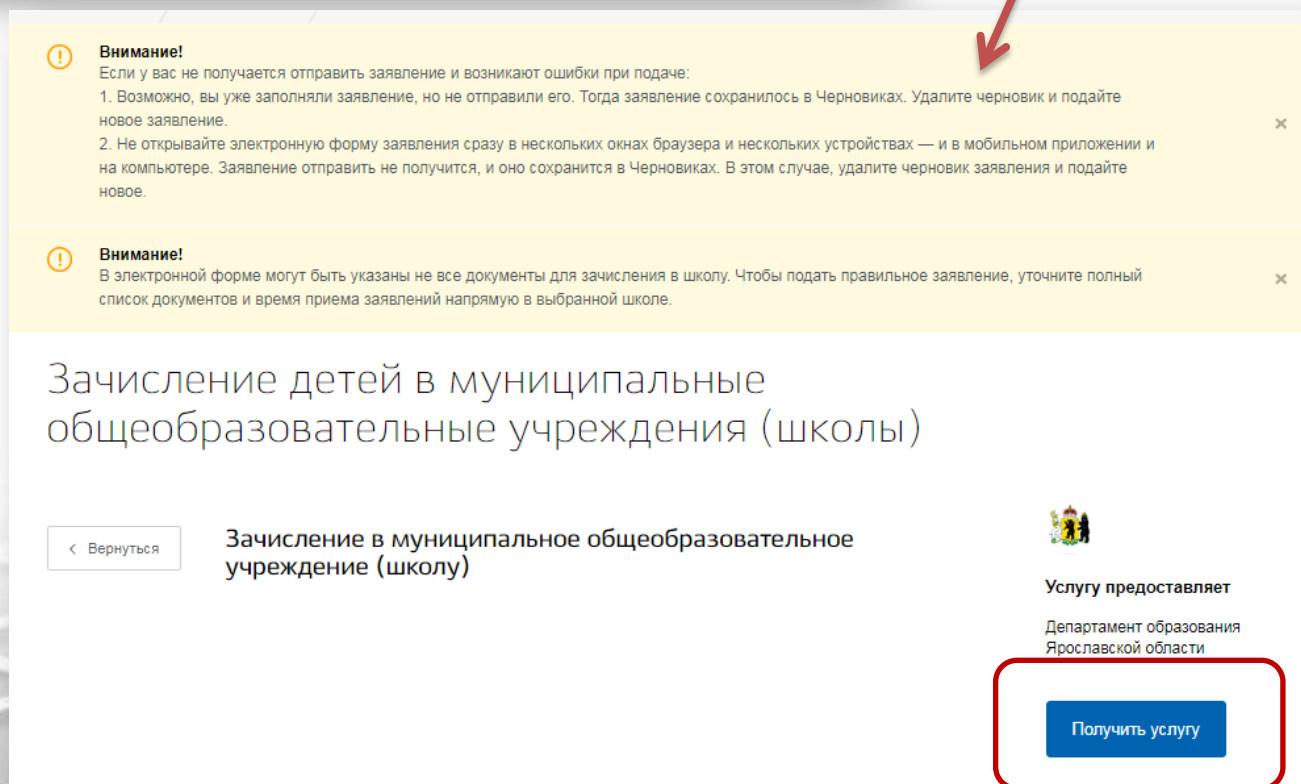 Внимание!
Если у вас не получается отправить заявление и возникают ошибки при подаче:
1. Возможно, вы уже заполняли заявление, но не отправили его. Тогда заявление сохранилось в Черновиках. Удалите черновик и подайте
новое заявление.
2. Не открывайте электронную форму заявления сразу в нескольких окнах браузера и нескольких устройствах — и в мобильном приложении и
на компьютере. Заявление отправить не получится, и оно сохранится в Черновиках. В этом случае, удалите черновик заявления и подайте
новое.
Внимание!
В электронной форме могут быть указаны не все документы для зачисления в школу. Чтобы подать правильное заявление, уточните полный
список документов и время приема заявлений напрямую в выбранной школе.
Зачисление детей в муниципальные
общеобразовательные учреждения (школы)
Вернуться
Зачисление в муниципальное общеобразовательное
учреждение (школу)
Услугу предоставляет
Департамент образования
Ярославской области
Получить услугу